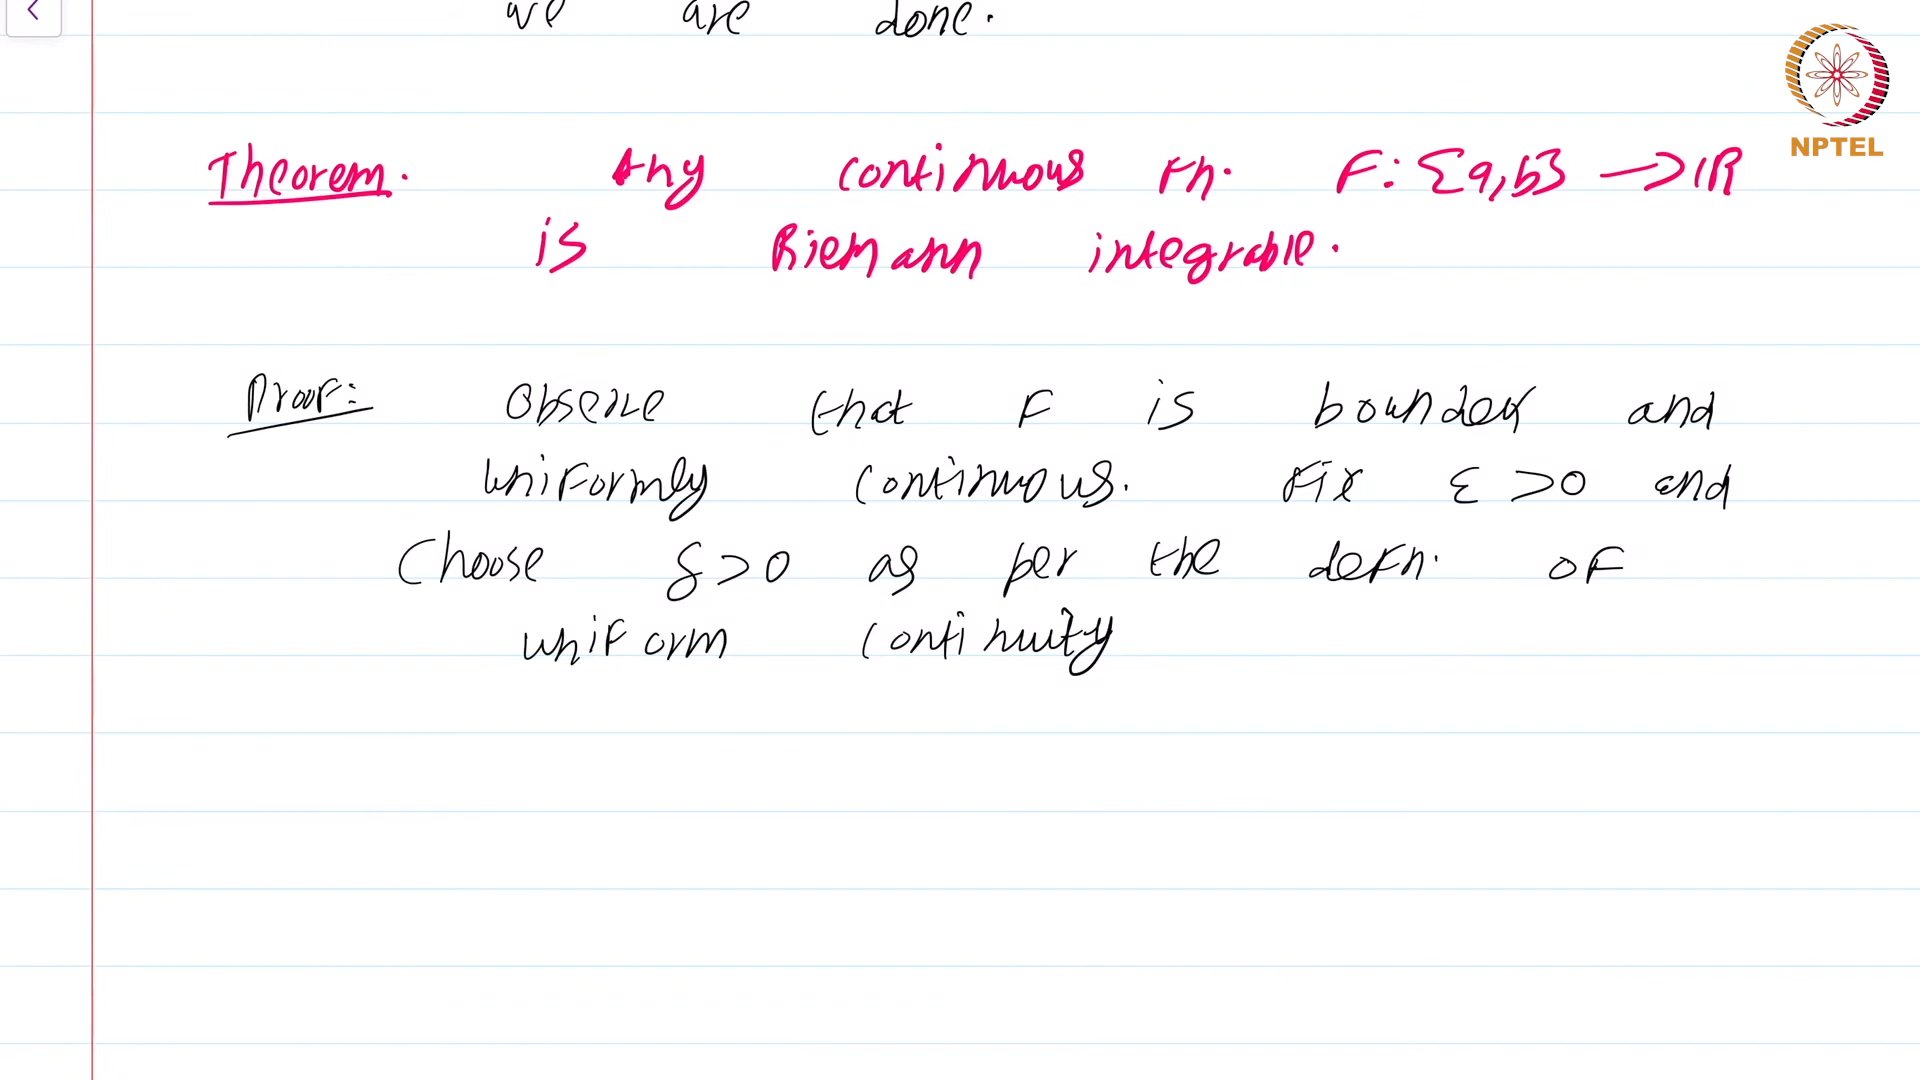 we are done.
NPTEL
Theorem. Any continuous fn. F: [a,b] → ℝ
is Riemann integrable.
Proof: Observe that F is bounded and
uniformly continuous. Fix ε > 0 and
choose δ > 0 as per the defn. of
uniform continuity